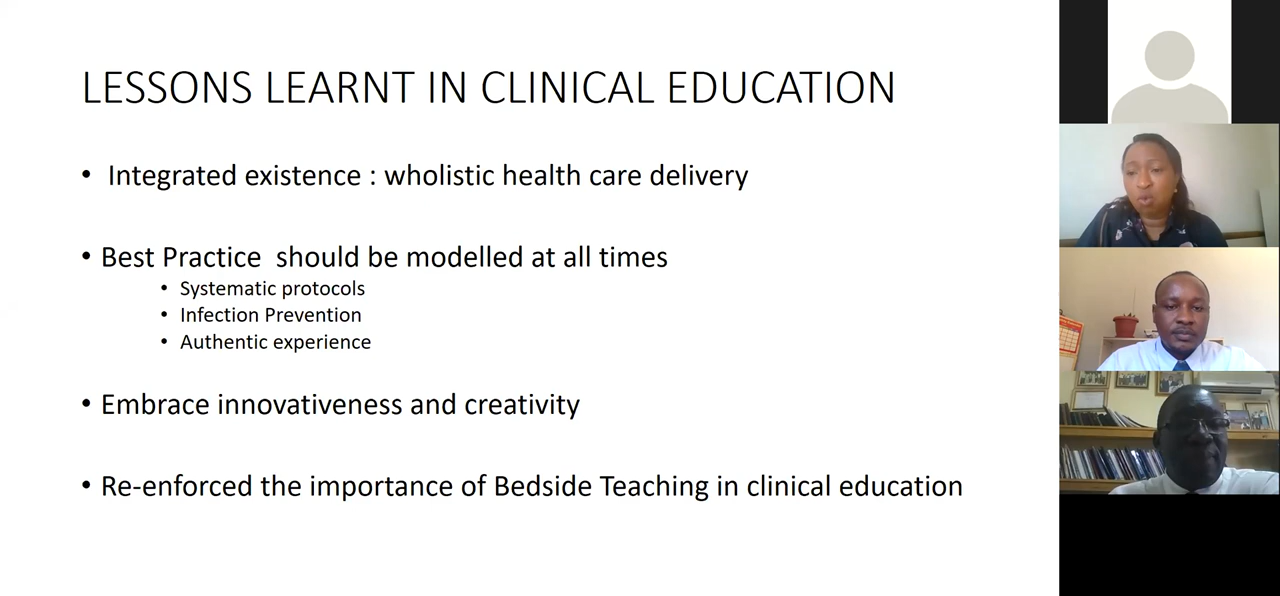 LESSONS LEARNT IN CLINICAL EDUCATION
• Integrated existence : wholistic health care delivery
• Best Practice  should be modelled at all times
• Systematic protocols
• Infection Prevention
• Authentic experience
• Embrace innovativeness and creativity
• Re-enforced the importance of Bedside Teaching in clinical education